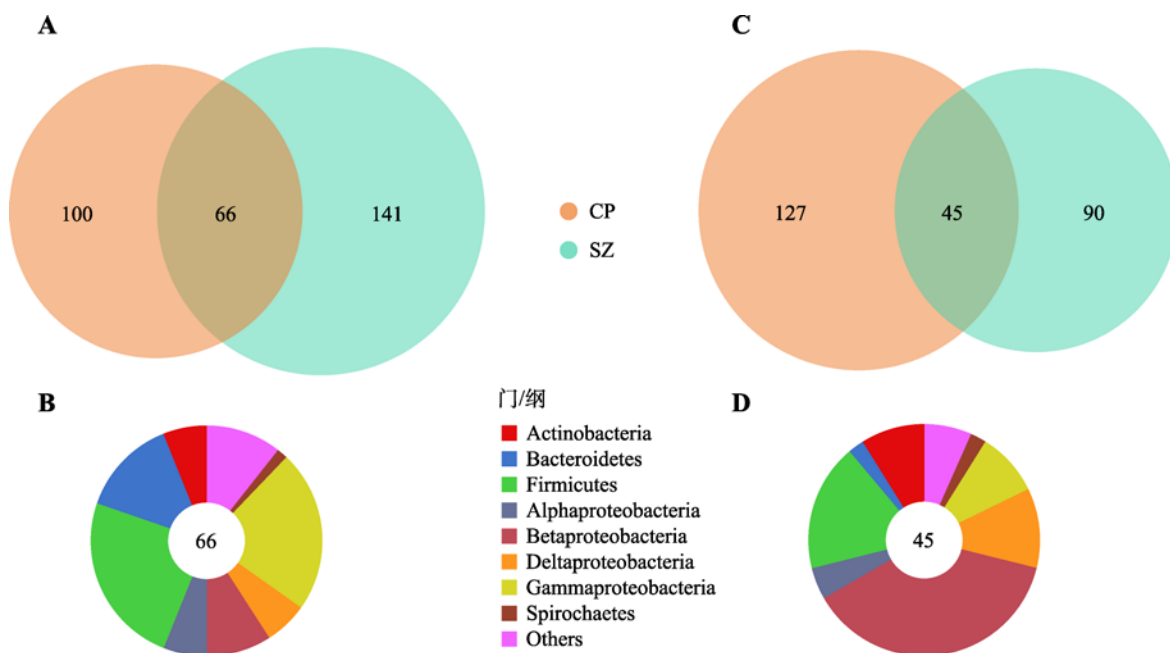 A
C
100
66
141
CP
SZ
127
45
90
B
门/纲
D
Actinobacteria
Bacteroidetes
Firmicutes
Alphaproteobacteria
Betaproteobacteria
Deltaproteobacteria
Gammaproteobacteria
Spirochaetes
Others
66
45